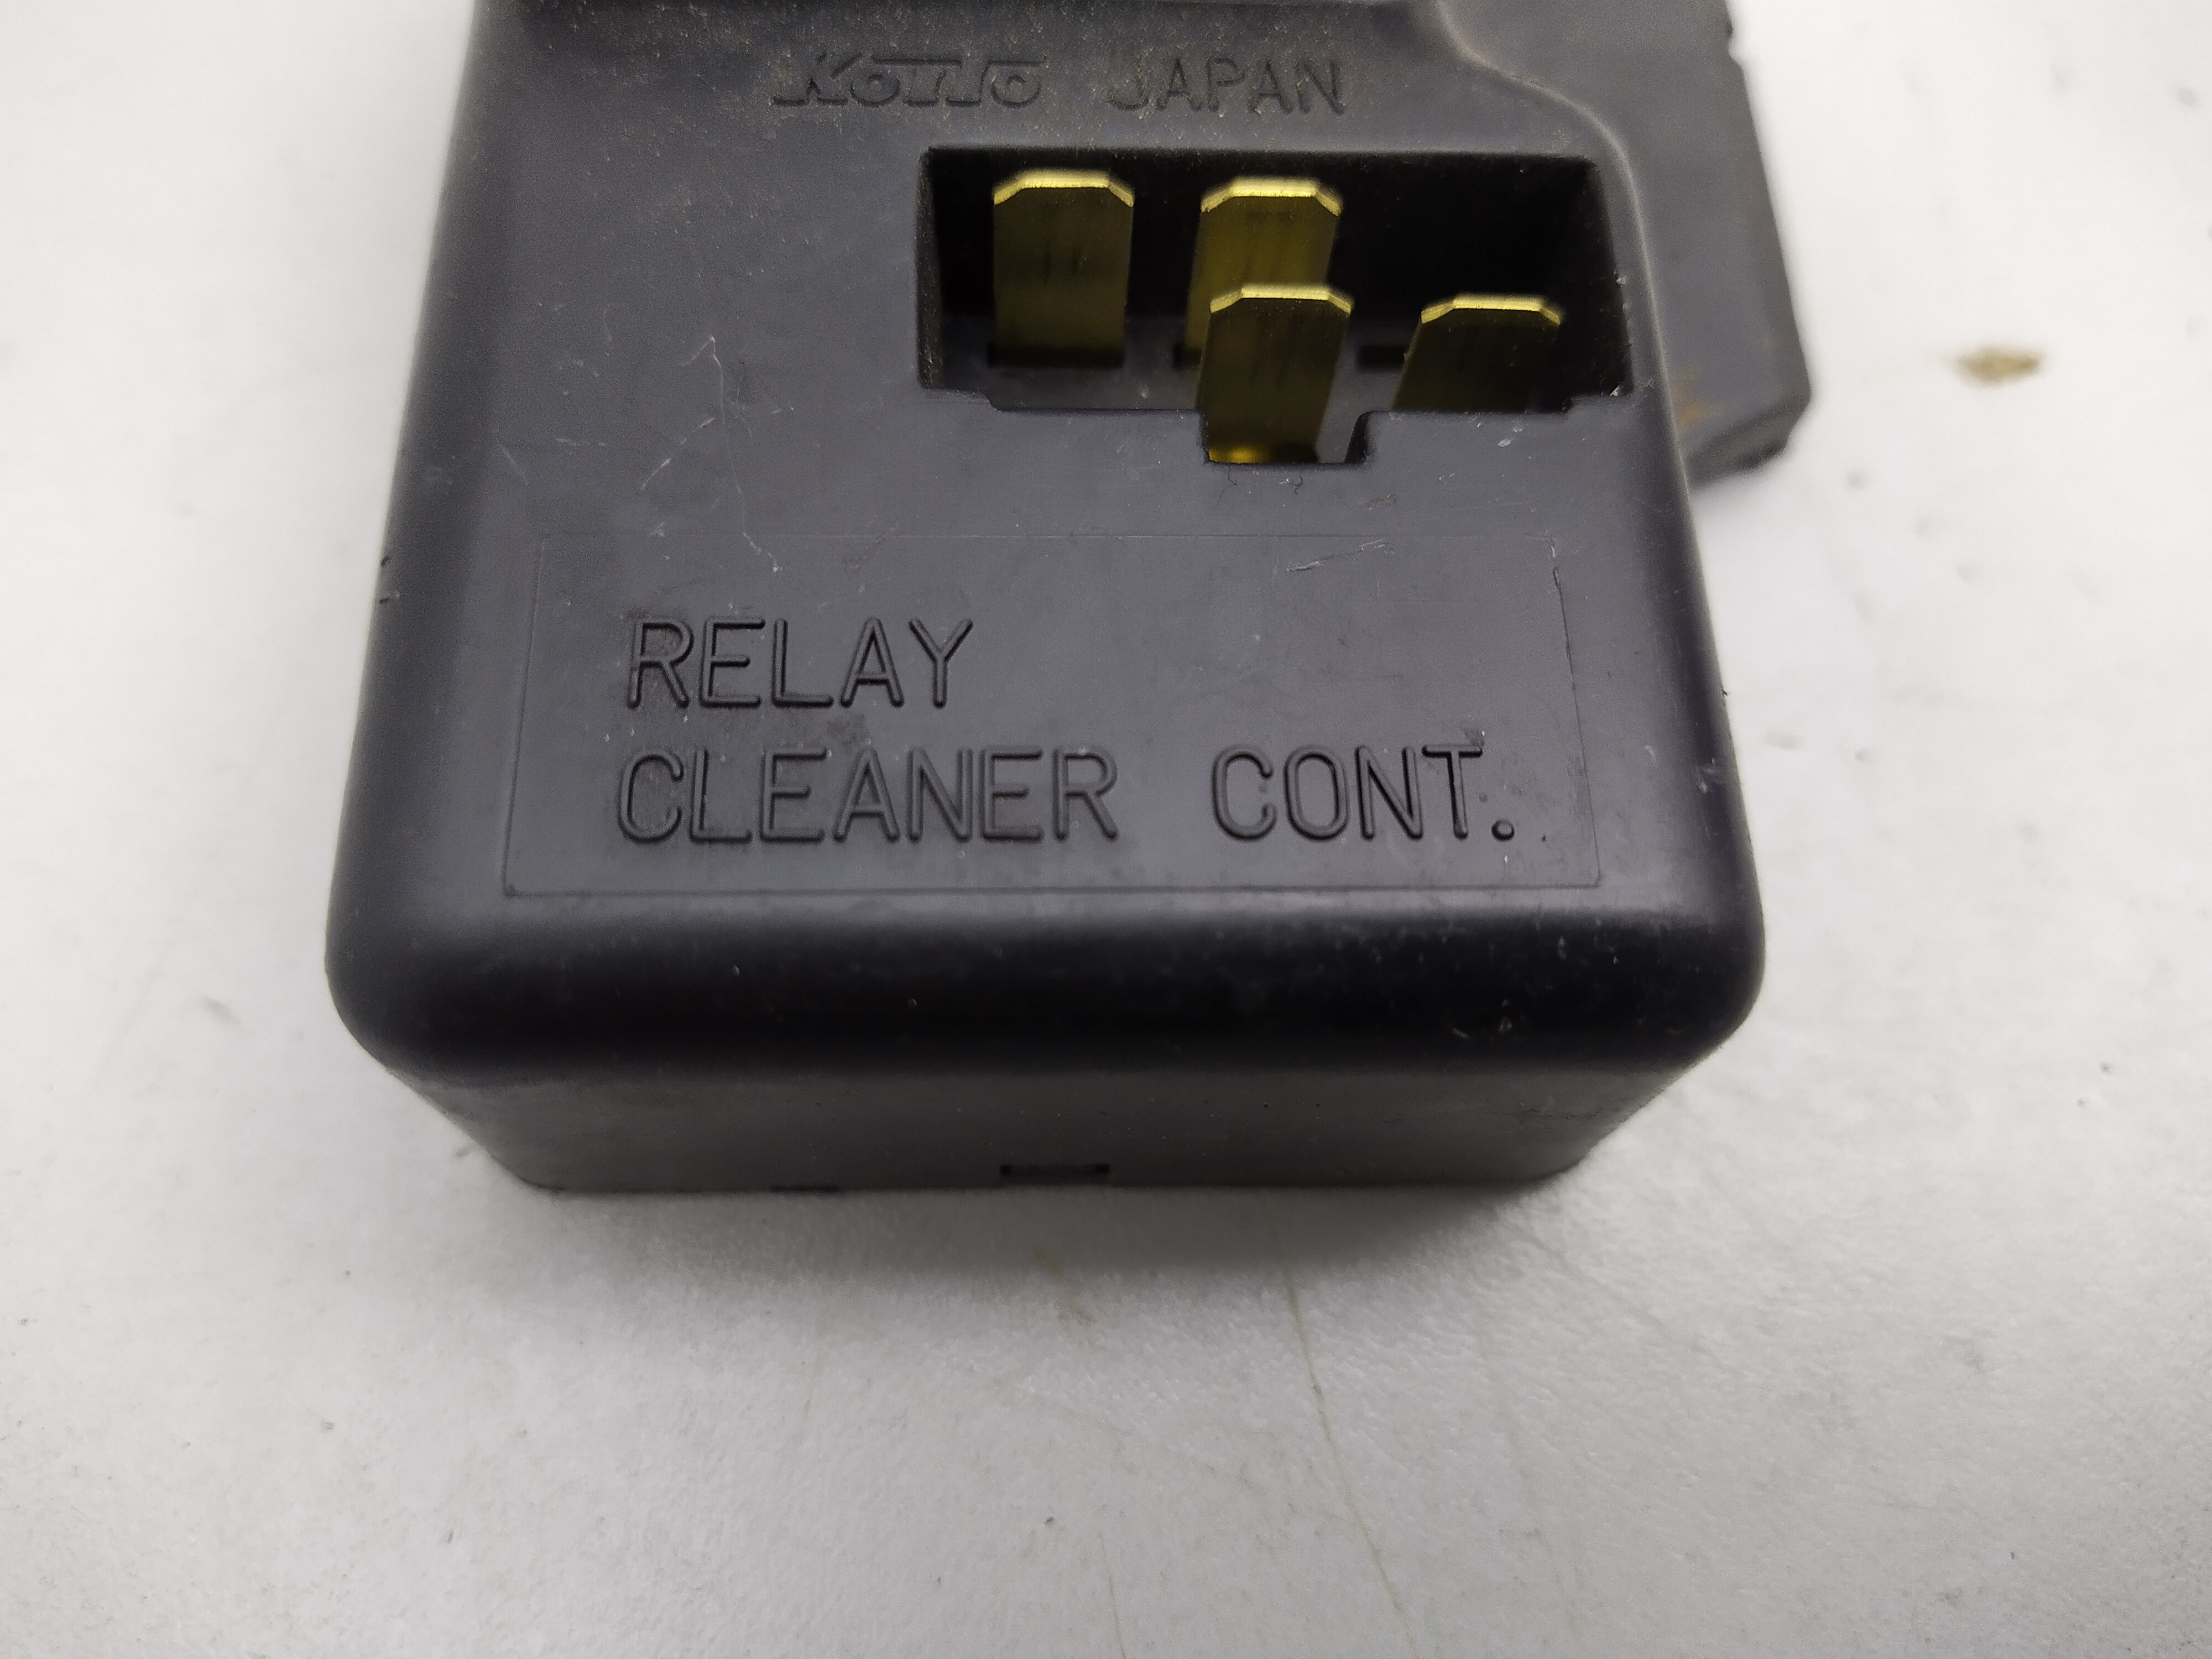 KOITO JAPAN
RELAY
CLEANER CONT.